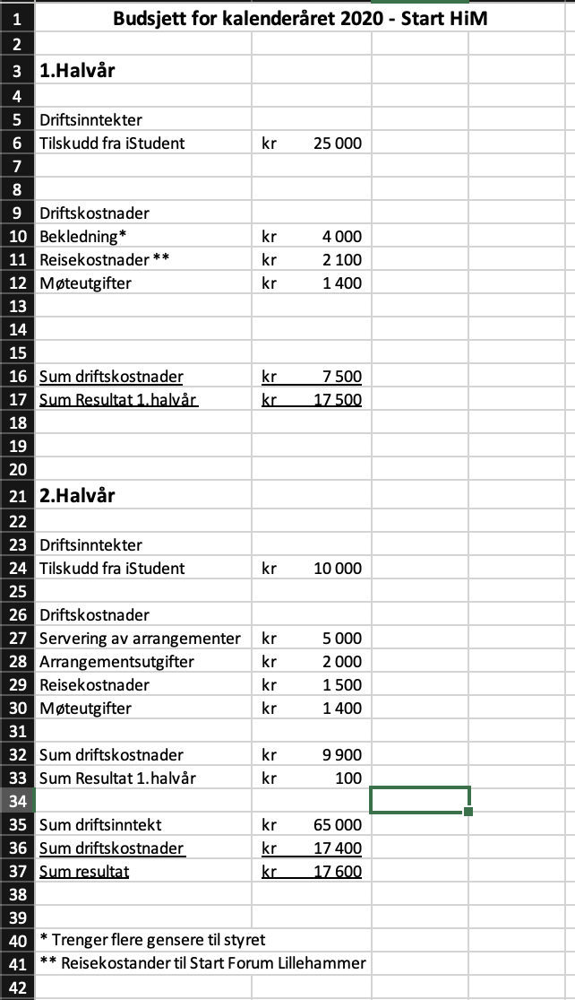 1 Budsjett for kalenderåret 2020 - Start HiM
2
3 1.Halvår
4
5 Driftsinntekter
6 Tilskudd fra iStudent kr 25 000
7
8
9 Driftskostnader
10 Bekledning* kr 4 000
11 Reisekostnader ** kr 2 100
12 Møteutgifter kr 1 400
13
14
15
16 Sum driftskostnader kr 7 500
17 Sum Resultat 1.halvår kr 17 500
18
19
20
21 2.Halvår
22
23 Driftsinntekter
24 Tilskudd fra iStudent kr 10 000
25
26 Driftskostnader
27 Servering av arrangementer kr 5 000
28 Arrangementsutgifter kr 2 000
29 Reisekostnader kr 1 500
30 Møteutgifter kr 1 400
31
32 Sum driftskostnader kr 9 900
33 Sum Resultat 1.halvår kr 100
34
35 Sum driftsinntekt kr 65 000
36 Sum driftskostnader kr 17 400
37 Sum resultat kr 17 600
38
39
40 * Trenger flere gensere til styret
41 ** Reisekostander til Start Forum Lillehammer
42